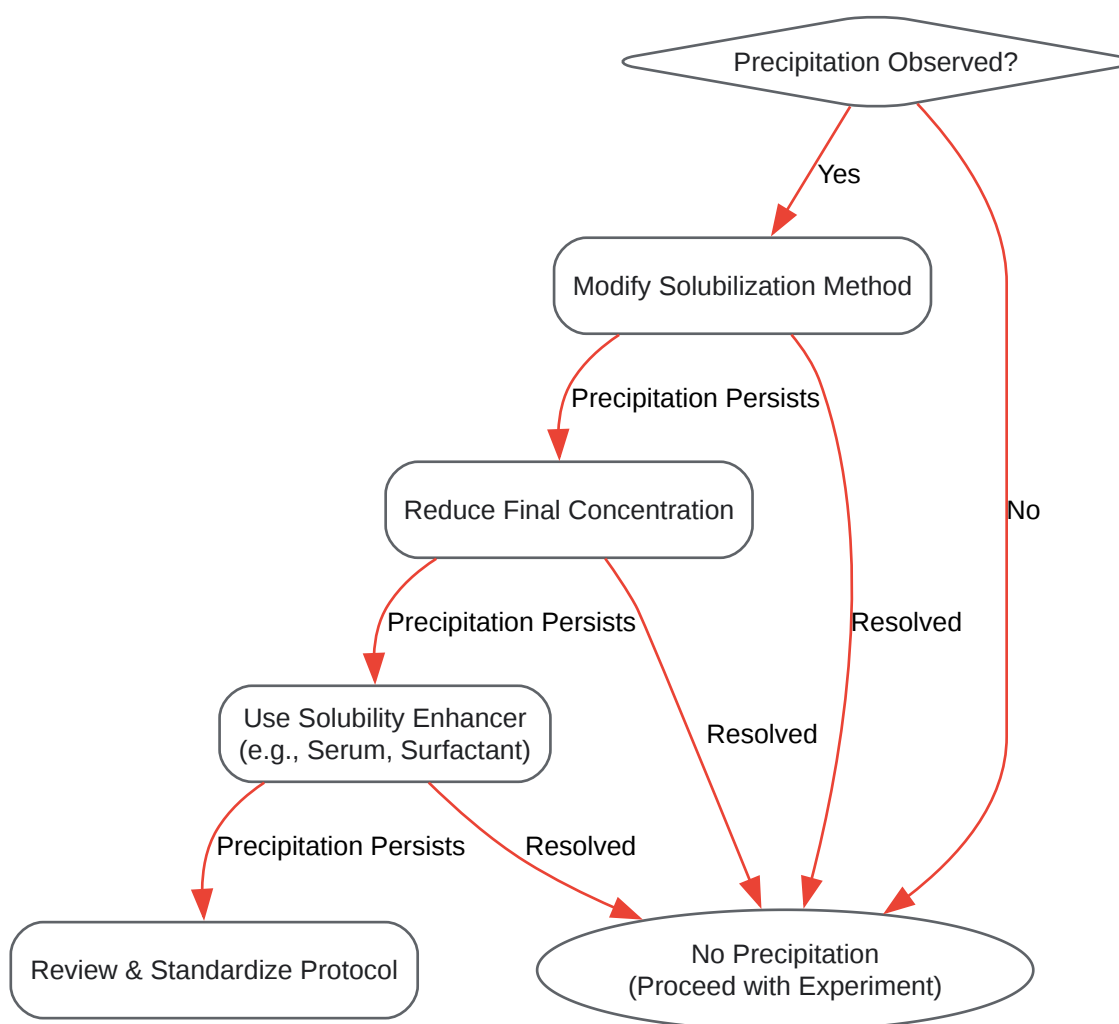 Precipitation Observed?
Yes
Modify Solubilization Method
Precipitation Persists
Reduce Final Concentration
No
Precipitation Persists
Resolved
Use Solubility Enhancer
(e.g., Serum, Surfactant)
Resolved
Precipitation Persists
Resolved
Review & Standardize Protocol
No Precipitation
(Proceed with Experiment)